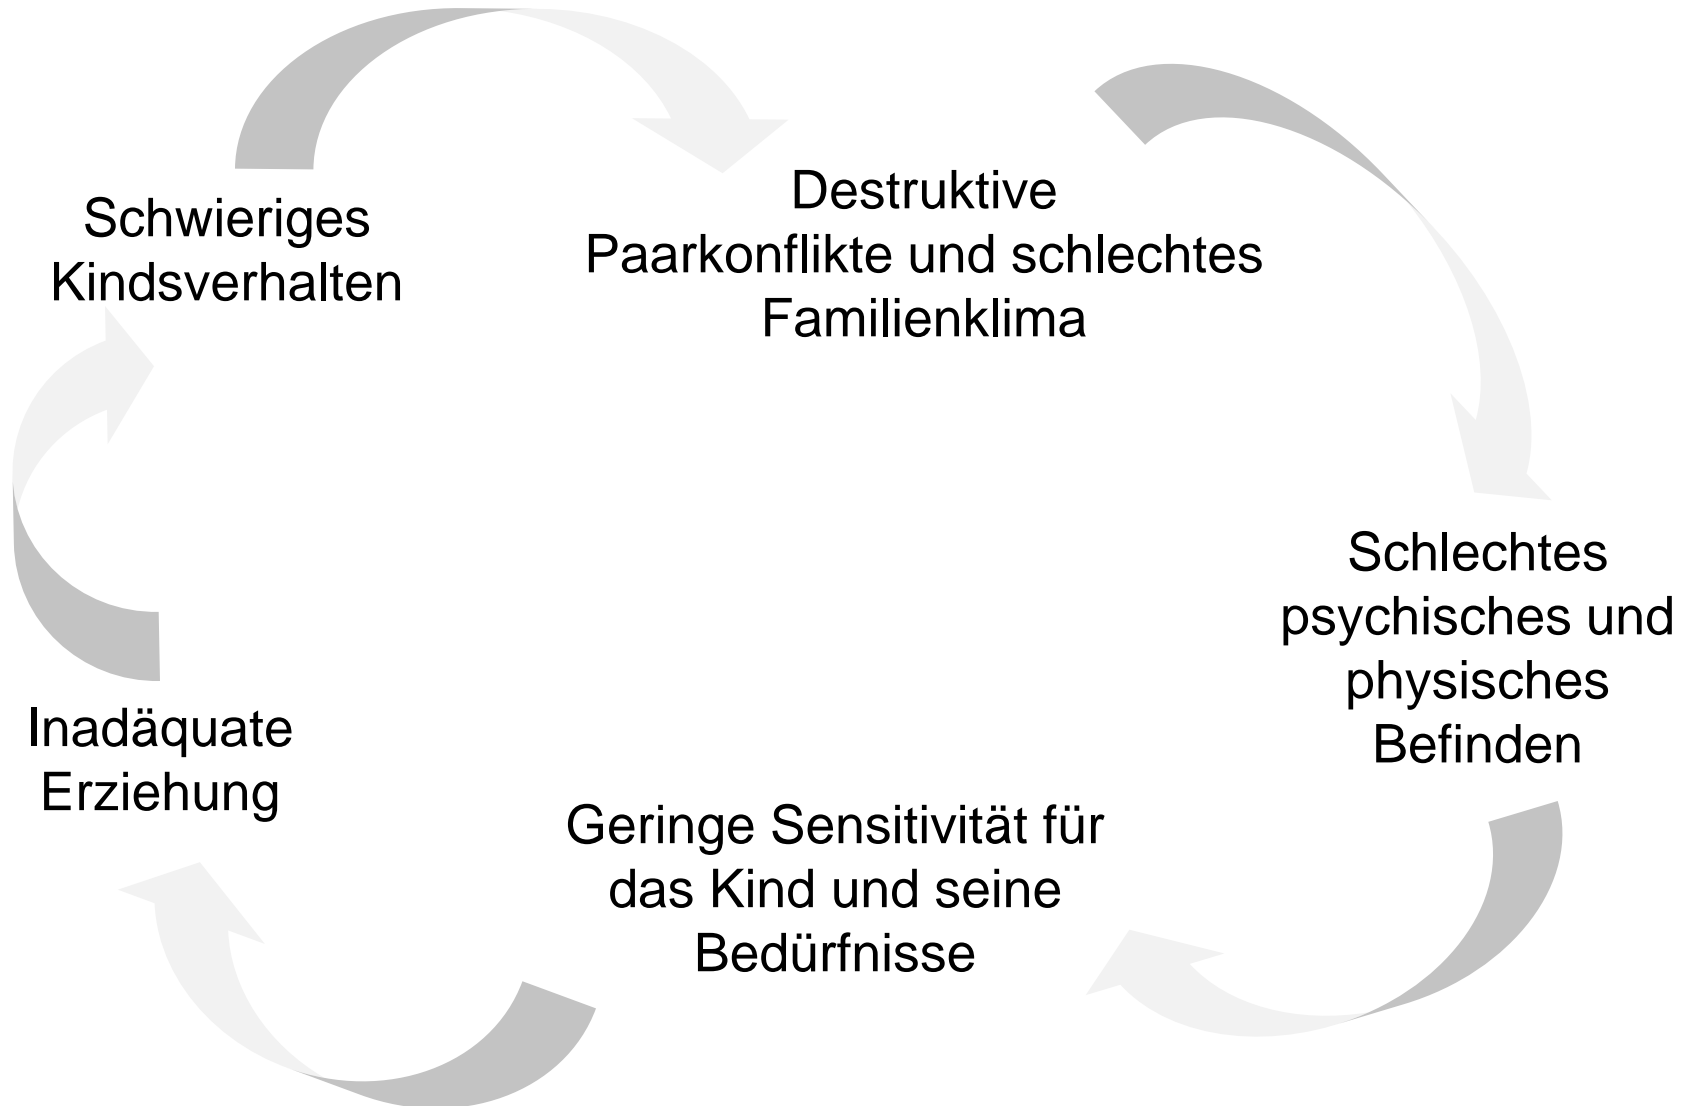 Schwieriges
Kindsverhalten
Destruktive
Paarkonflikte und schlechtes
Familienklima
Schlechtes
psychisches und
physisches
Befinden
Geringe Sensitivität für
das Kind und seine
Bedürfnisse
Inadäquate
Erziehung